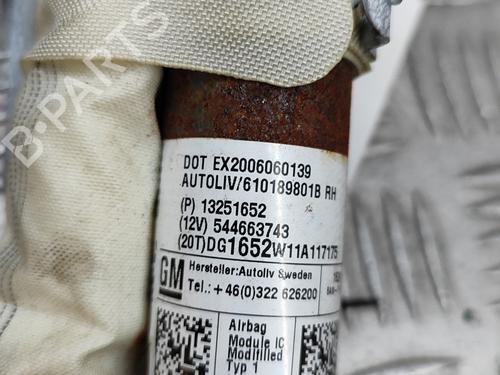 B-PARTS
DOT EX2006060139
AUTOLIV/610189801B RH
(P) 13251652
(12V) 544663743
(20T)DG1652W11A117175
GM
Hersteller:Autoliv Sweden
Tel.: +46(0)322 626200
Airbag
Module IC
Modifilled
Typ 1